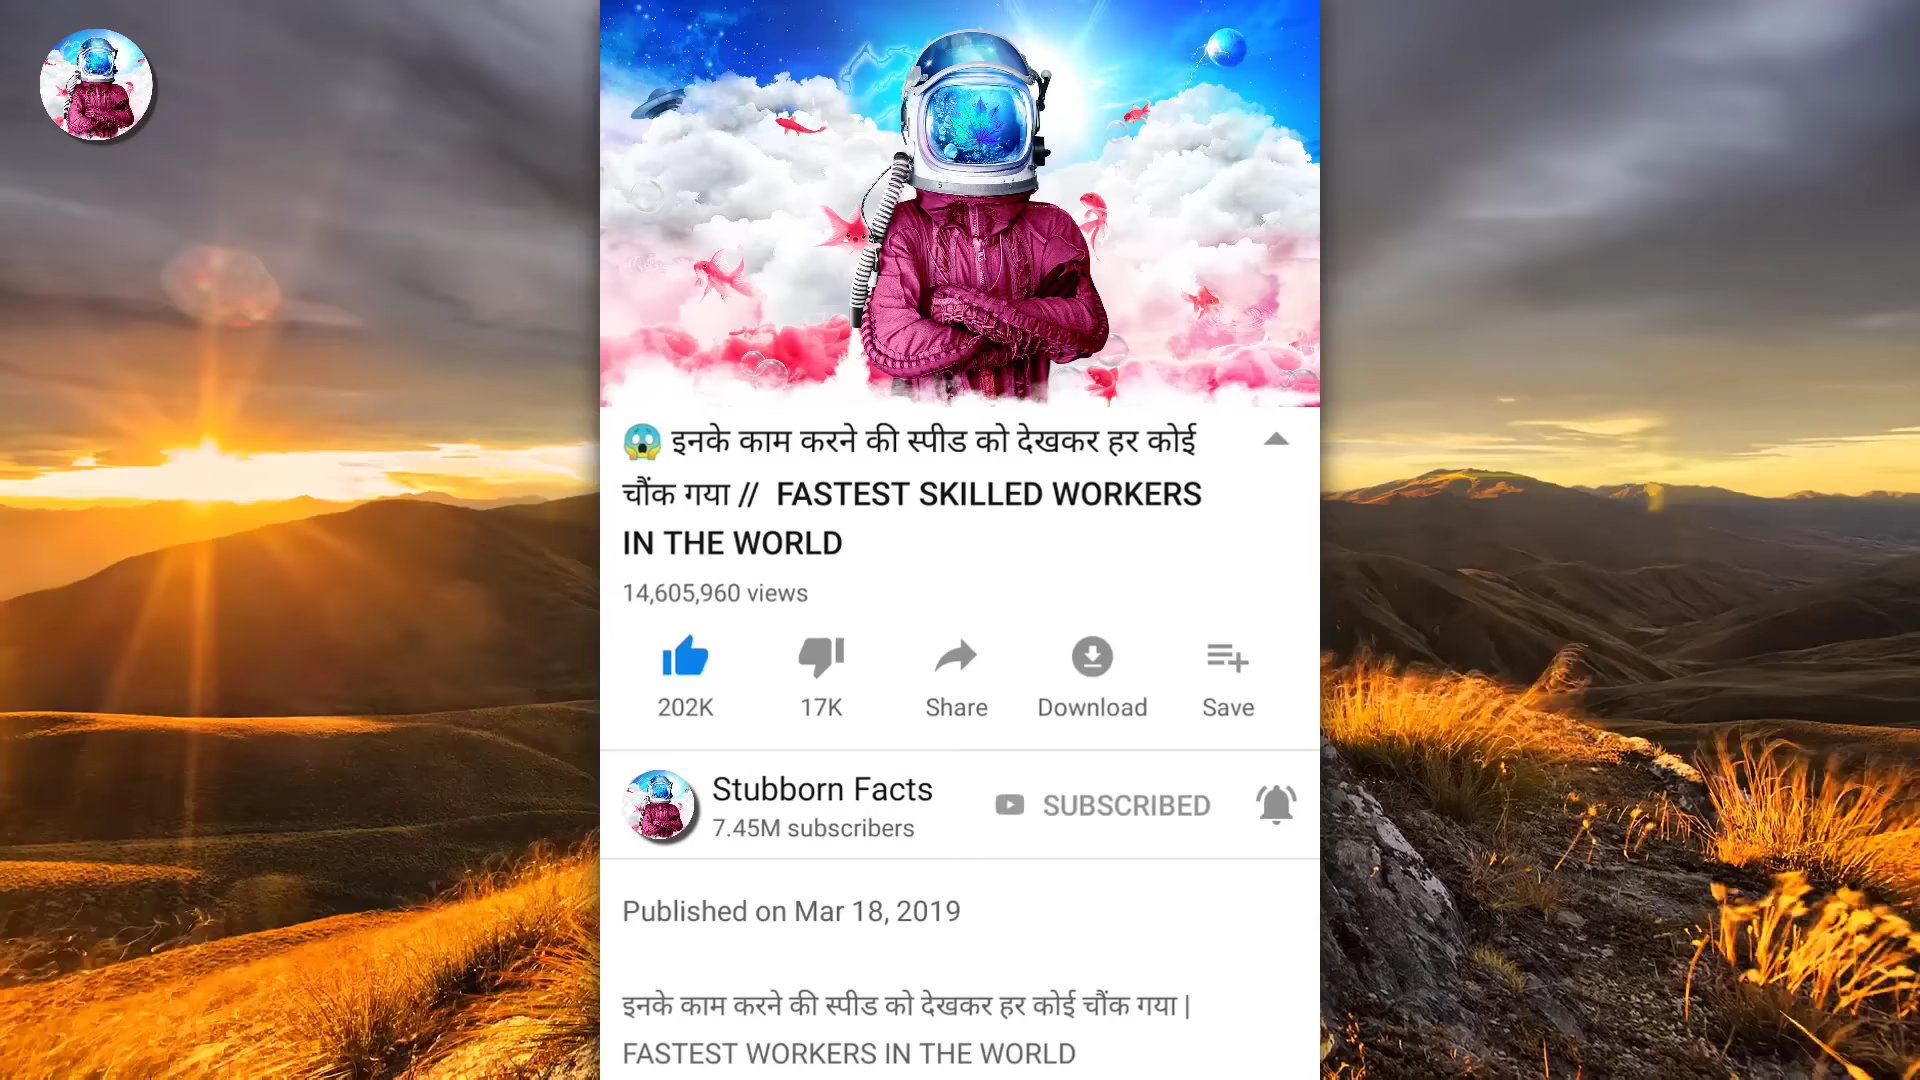 😱 इनके काम करने की स्पीड को देखकर हर कोई
चौंक गया // FASTEST SKILLED WORKERS
IN THE WORLD
14,605,960 views
202K
17K
Share
Download
Save
Stubborn Facts
7.45M subscribers
SUBSCRIBED
Published on Mar 18, 2019
इनके काम करने की स्पीड को देखकर हर कोई चौंक गया |
FASTEST WORKERS IN THE WORLD